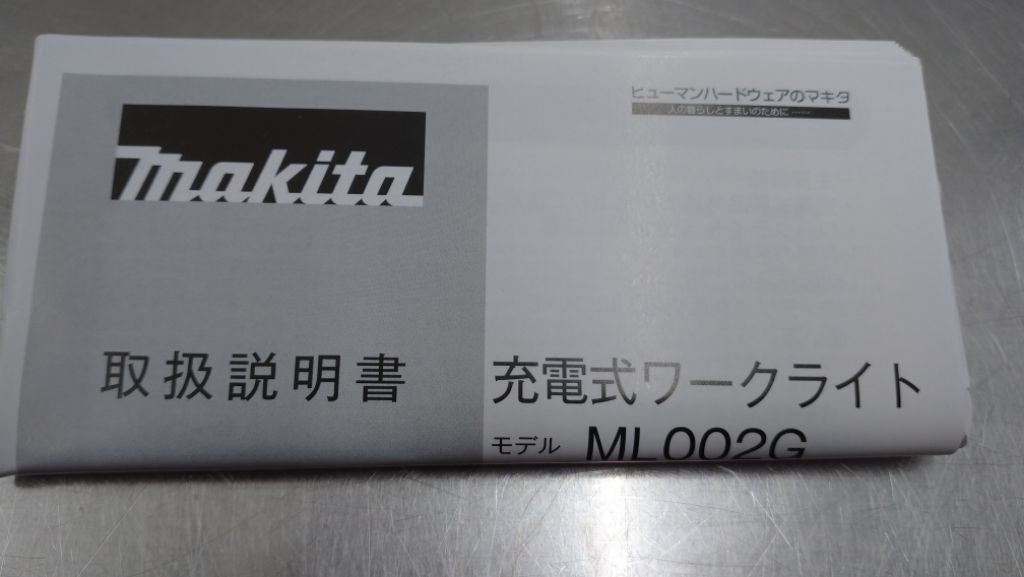 makita
ヒューマンハードウェアのマキタ
人の暮らしとすまいのために ……
取扱説明書
充電式ワークライト
モデル ML002G